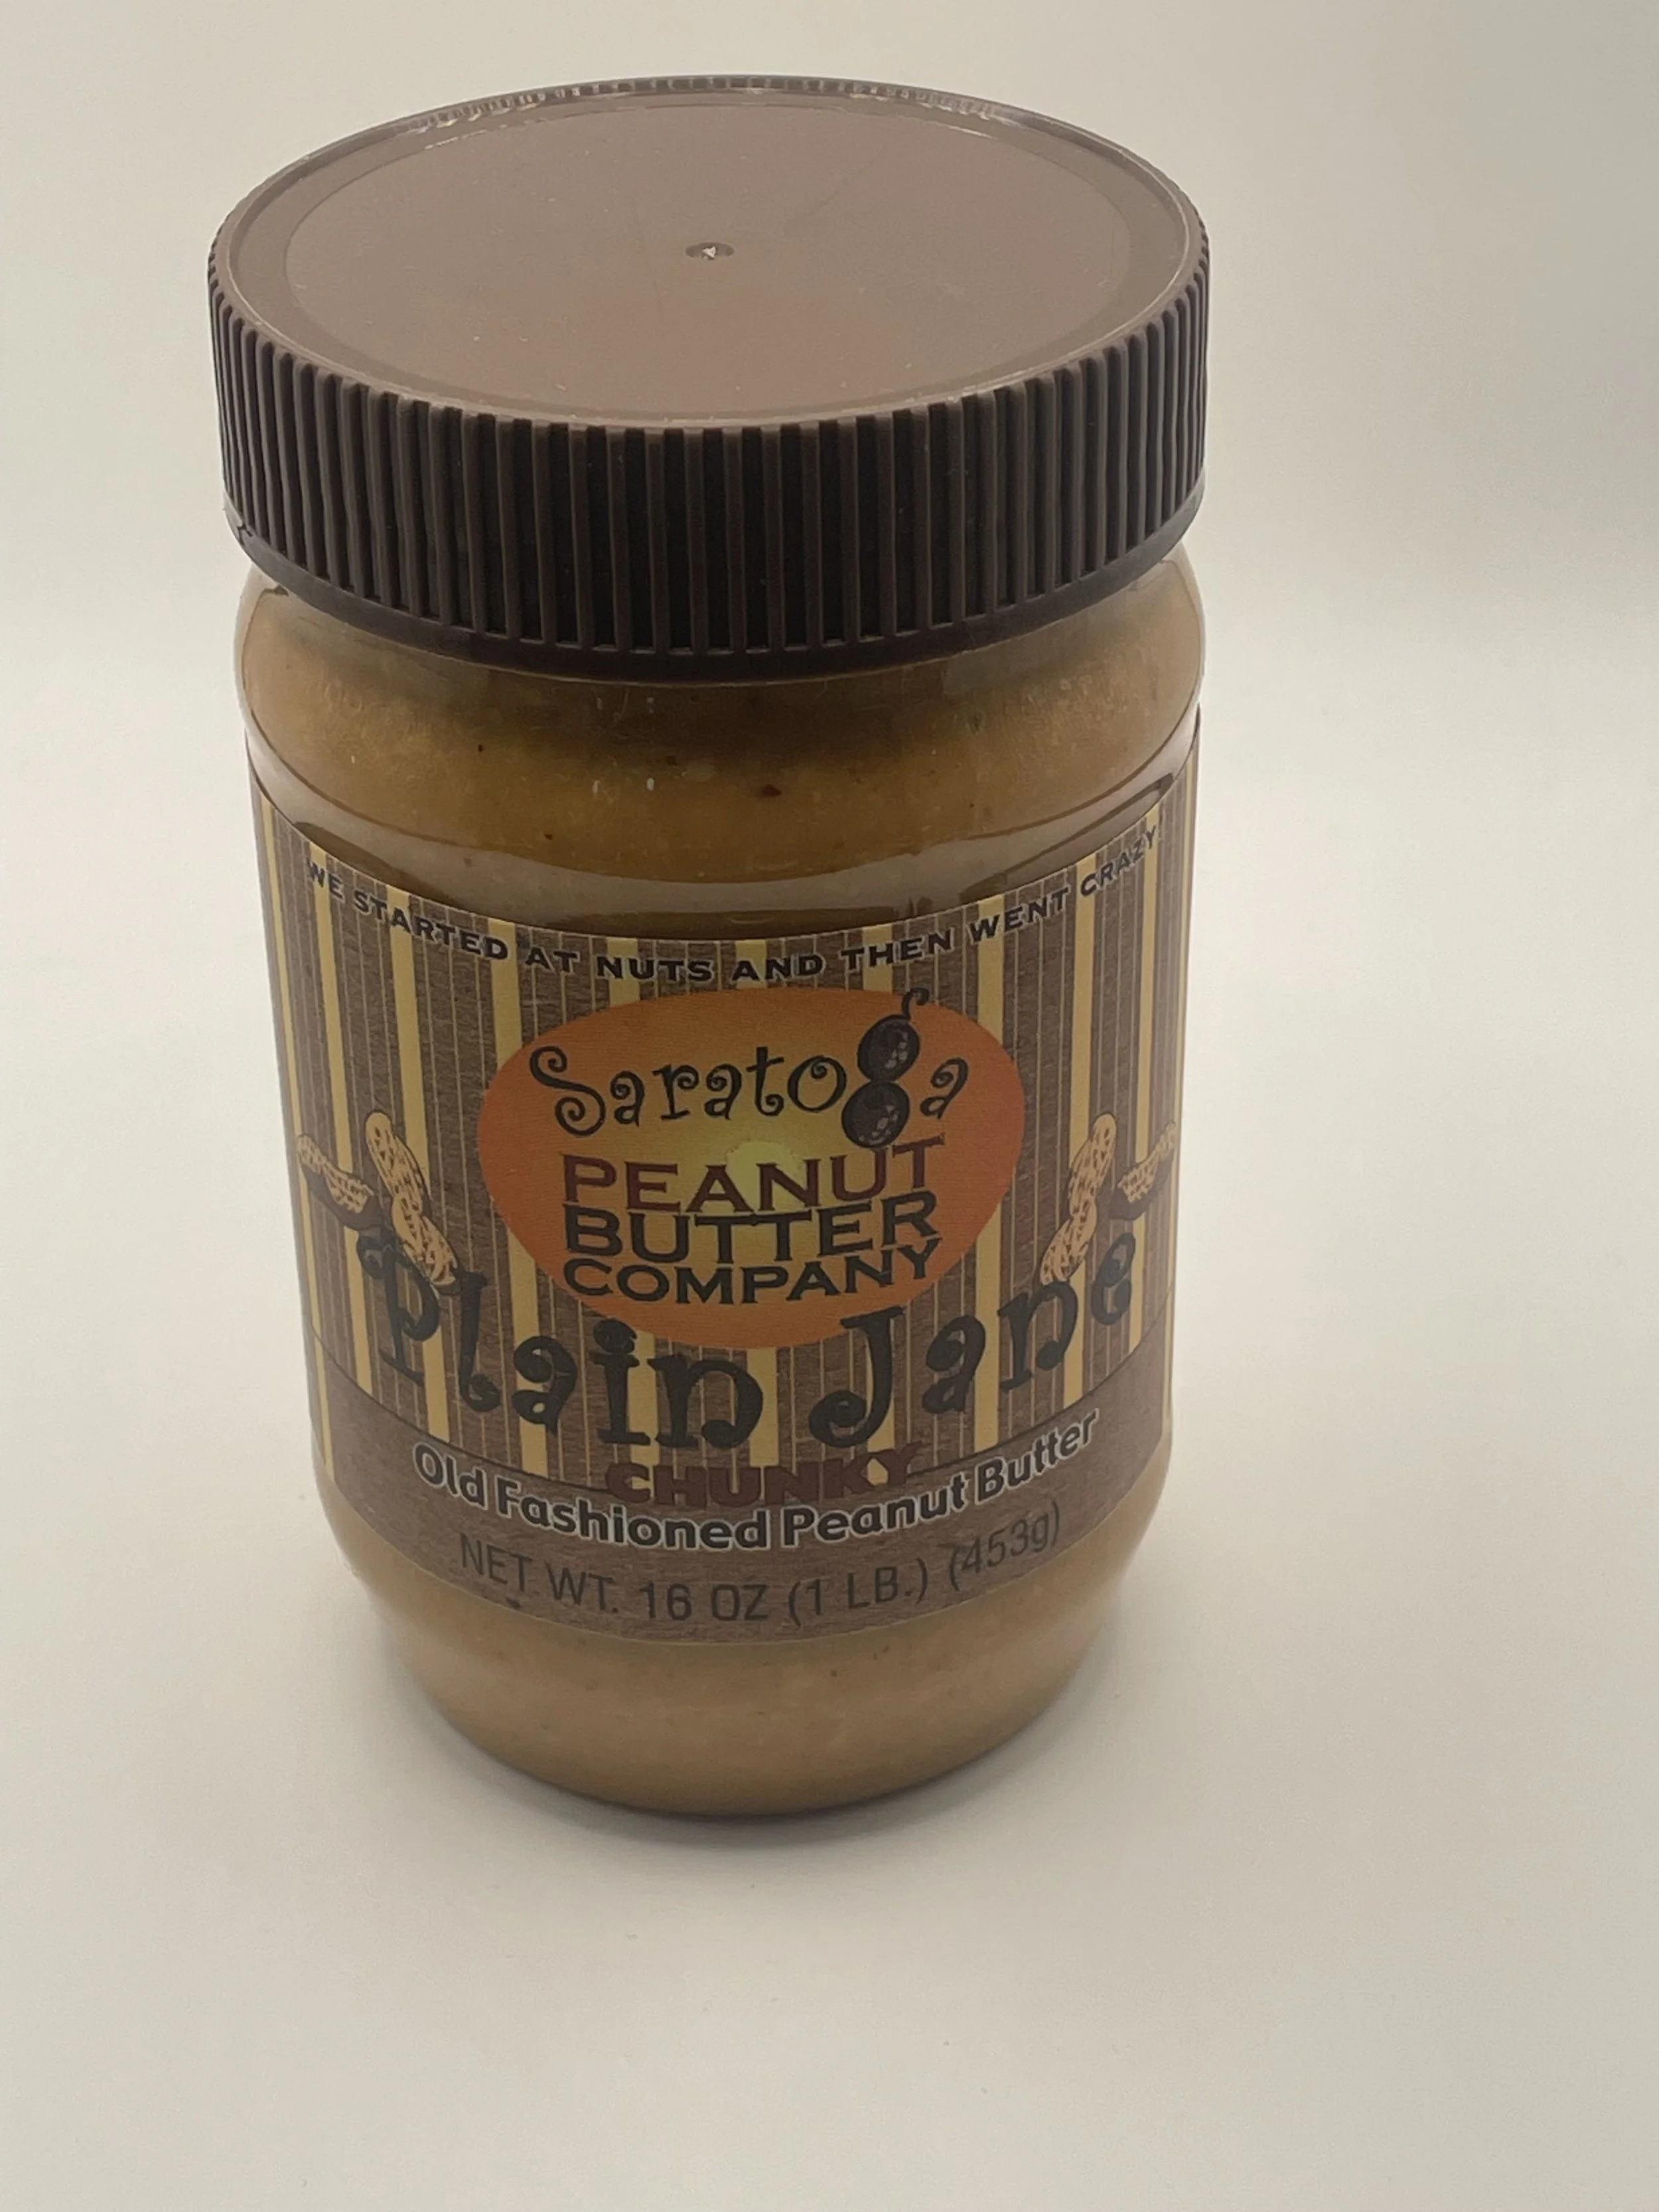 WE STARTED AT NUTS AND THEN WENT CRAZY!
Saratoga
PEANUT
BUTTER
COMPANY
Plain Jane
CHUNKY
Old Fashioned Peanut Butter
NET WT. 16 OZ (1 LB.) (453g)